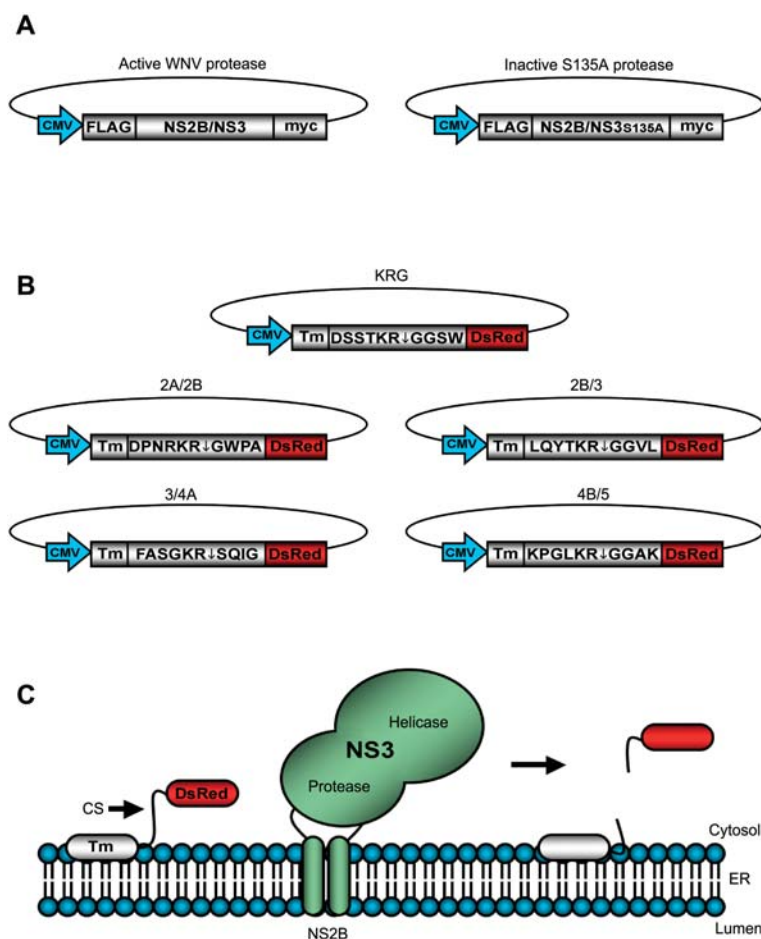 A
Active WNV protease
Inactive S135A protease
CMV FLAG NS2B/NS3 myc
CMV FLAG NS2B/NS3S135A myc
B
KRG
CMV Tm DSSTKR↓GGSW DsRed
2A/2B
2B/3
CMV Tm DPNRKR↓GWPA DsRed
CMV Tm LQYTKR↓GGVL DsRed
3/4A
4B/5
CMV Tm FASGKR↓SQIG DsRed
CMV Tm KPGLKR↓GGAK DsRed
C
Helicase
NS3
Protease
CS
DsRed
Tm
Cytosol
ER
Lumen
NS2B